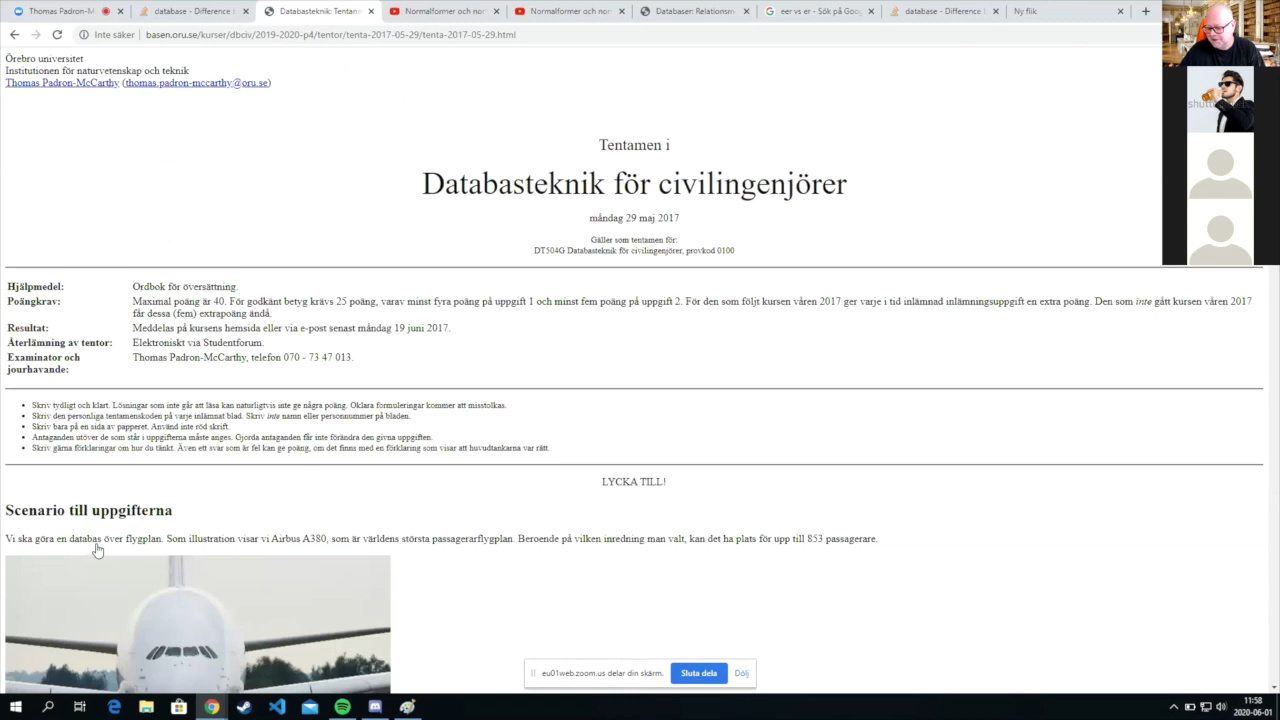 Thomas Padron-M
database - Difference
Databasteknik: Tentam
Normalformer och nor
Normalformer och nor
Databaser: Relationsm
eer vs er - Sök på Goog
database - Difference
Ny flik
Inte säker
basen.oru.se/kurser/dbciv/2019-2020-p4/tentor/tenta-2017-05-29/tenta-2017-05-29.html
Örebro universitet
Institutionen för naturvetenskap och teknik
Thomas Padron-McCarthy (thomas.padron-mccarthy@oru.se)
Tentamen i
Databasteknik för civilingenjörer
måndag 29 maj 2017
Gäller som tentamen för:
DT504G Databasteknik för civilingenjörer, provkod 0100
Hjälpmedel: Ordbok för översättning.
Poängkrav: Maximal poäng är 40. För godkänt betyg krävs 25 poäng, varav minst fyra poäng på uppgift 1 och minst fem poäng på uppgift 2. För den som följt kursen våren 2017 ger varje i tid inlämnad inlämningsuppgift en extra poäng. Den som inte gått kursen våren 2017
får dessa (fem) extrapoäng ändå.
Resultat: Meddelas på kursens hemsida eller via e-post senast måndag 19 juni 2017.
Återlämning av tentor: Elektroniskt via Studentforum.
Examinator och Thomas Padron-McCarthy, telefon 070 - 73 47 013.
jourhavande:
Skriv tydligt och klart. Lösningar som inte går att läsa kan naturligtvis inte ge några poäng. Oklara formuleringar kommer att misstolkas.
Skriv den personliga tentamenskoden på varje inlämnat blad. Skriv inte namn eller personnummer på bladen.
Skriv bara på en sida av papperet. Använd inte röd skrift.
Antaganden utöver de som står i uppgifterna måste anges. Gjorda antaganden får inte förändra den givna uppgiften.
Skriv gärna förklaringar om hur du tänkt. Även ett svar som är fel kan ge poäng, om det finns med en förklaring som visar att huvudtankarna var rätt.
LYCKA TILL!
Scenario till uppgifterna
Vi ska göra en databas över flygplan. Som illustration visar vi Airbus A380, som är världens största passagerarflygplan. Beroende på vilken inredning man valt, kan det ha plats för upp till 853 passagerare.
eu01web.zoom.us delar din skärm.
Sluta dela
Dölj
11:58
2020-06-01